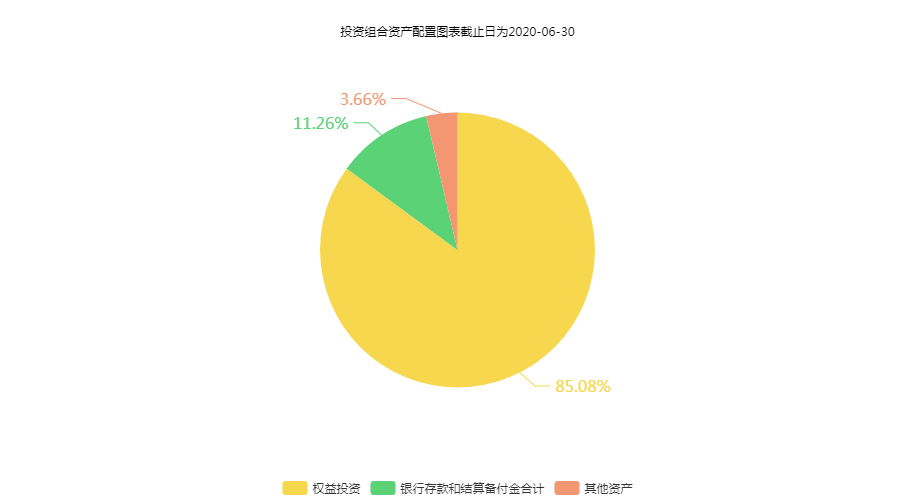 投资组合资产配置图表截止日为2020-06-30
3.66%
11.26%
85.08%
权益投资 银行存款和结算备付金合计 其他资产